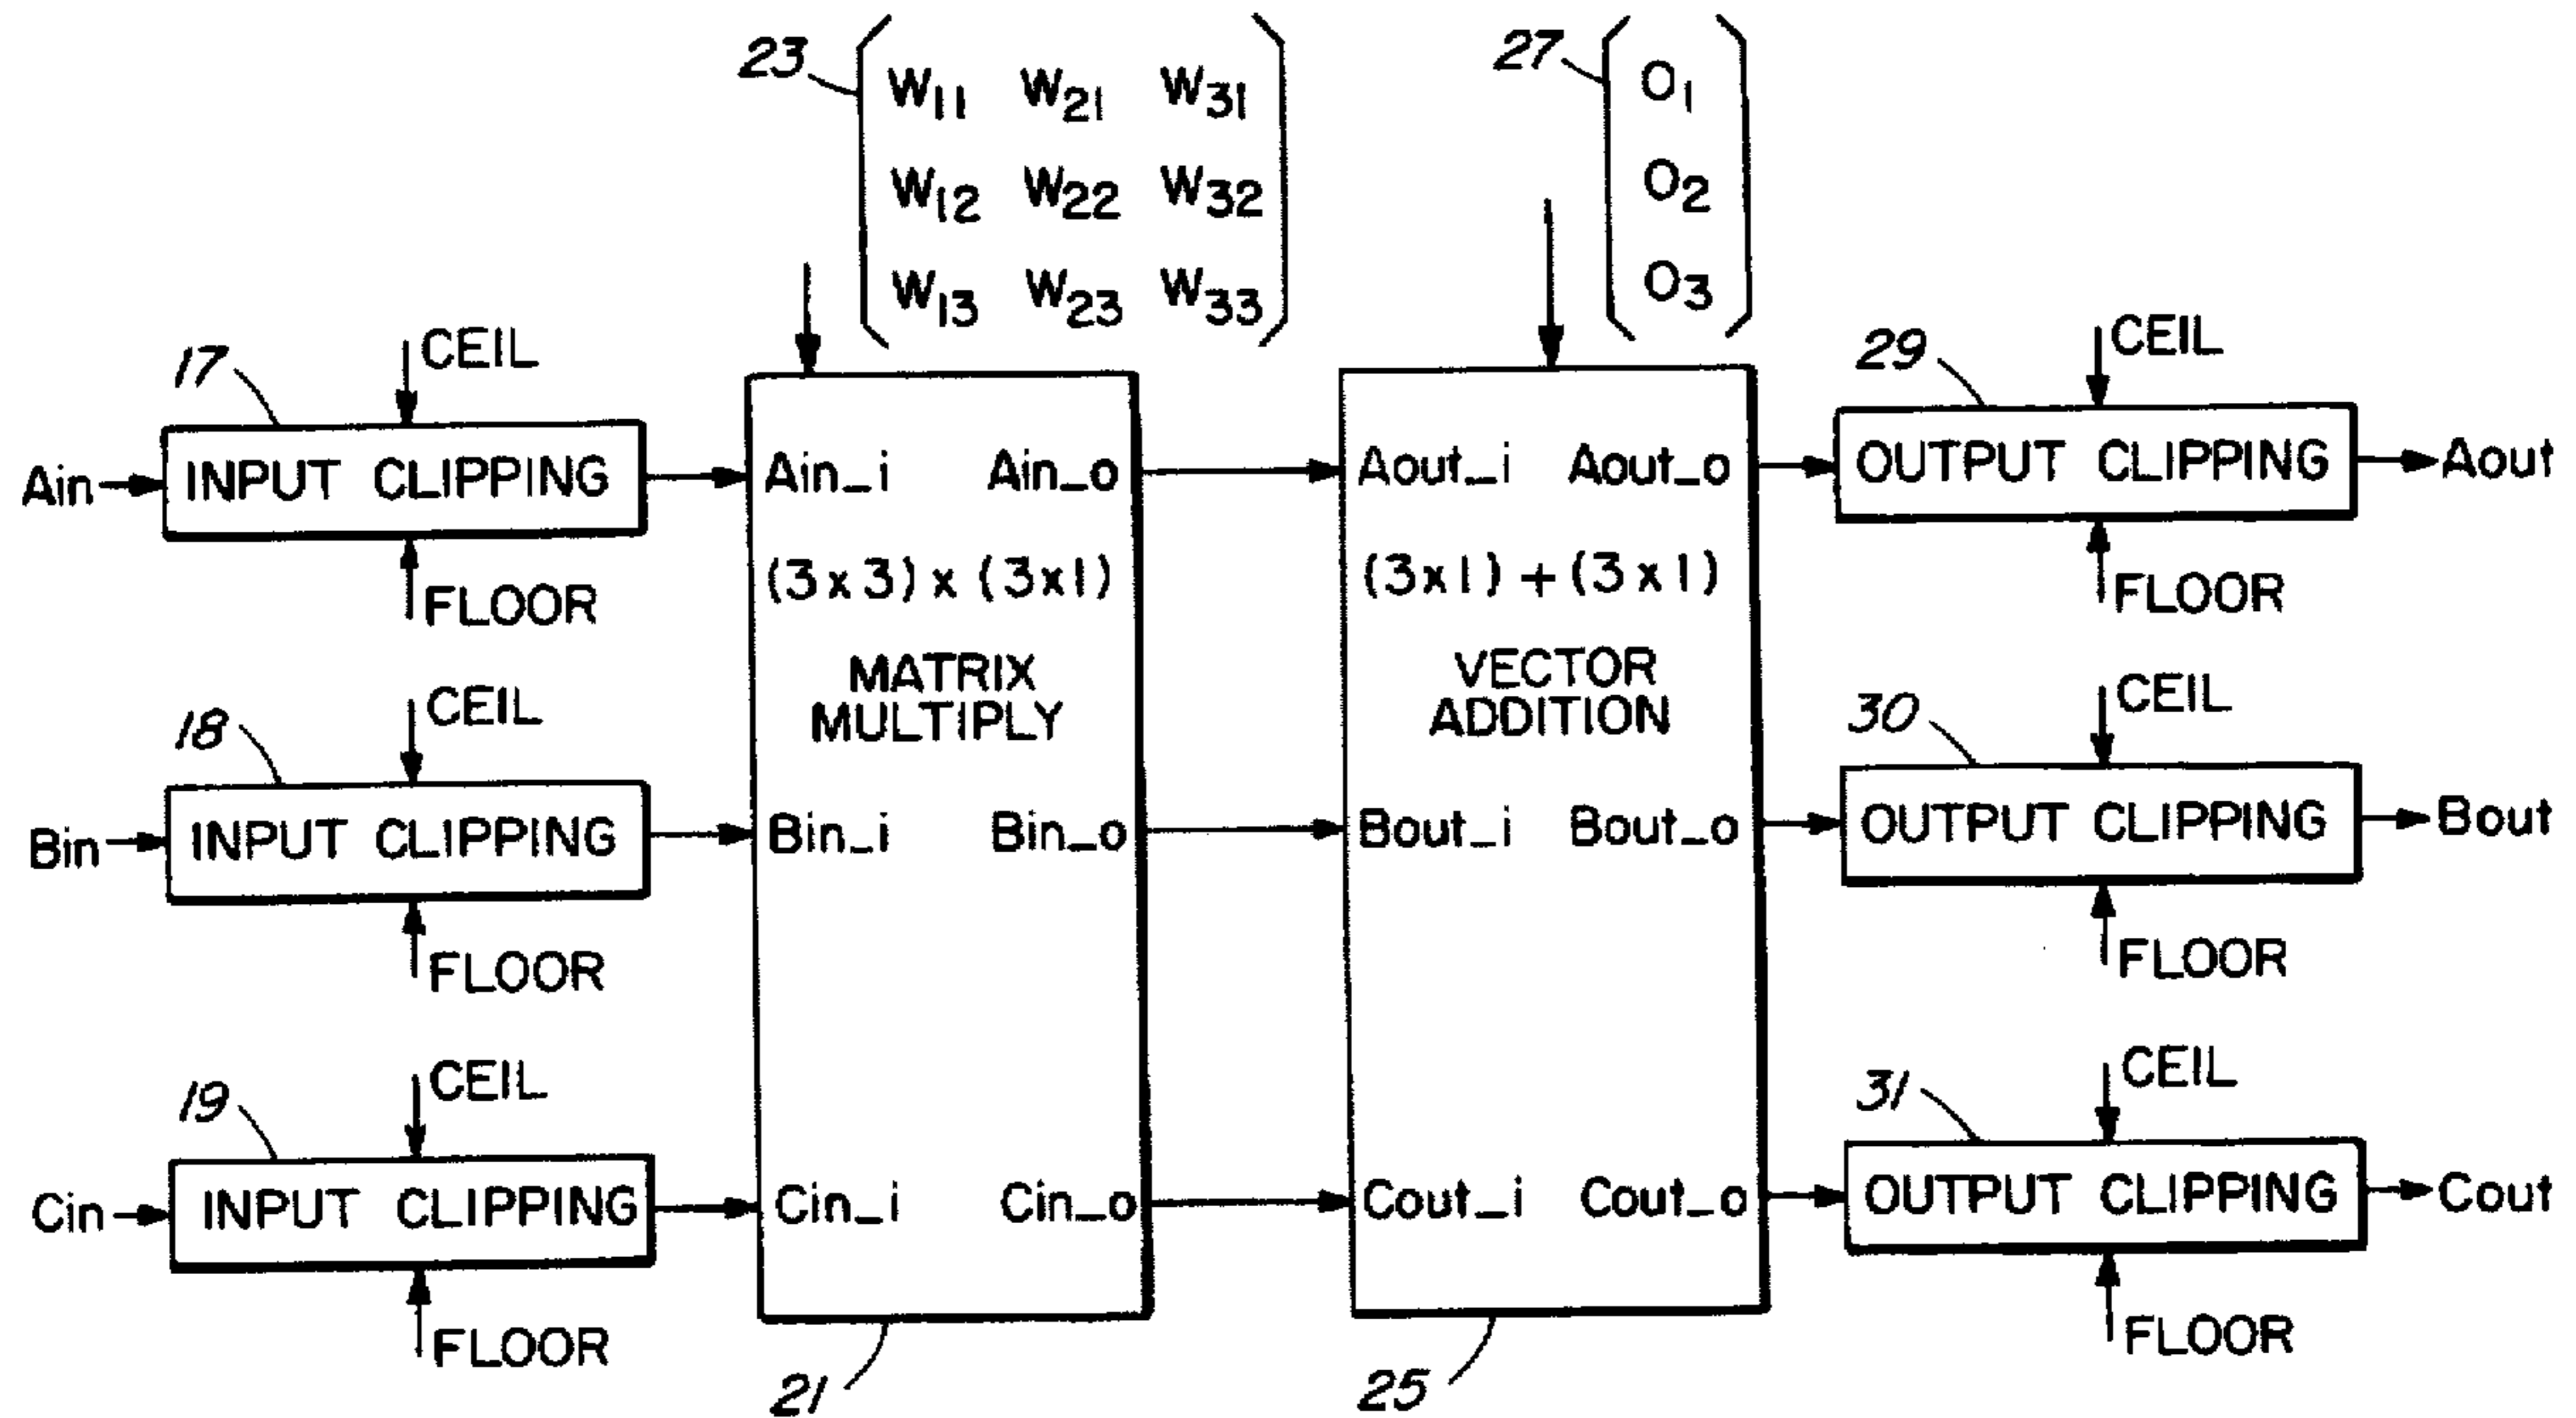 23
W11 W21 W31
W12 W22 W32
W13 W23 W33
27
O1
O2
O3
17
CEIL
Ain
INPUT CLIPPING
FLOOR
18
CEIL
Bin
INPUT CLIPPING
FLOOR
19
CEIL
Cin
INPUT CLIPPING
FLOOR
Ain_i Ain_o
(3x3) x (3x1)
MATRIX
MULTIPLY
Bin_i Bin_o
Cin_i Cin_o
21
Aout_i Aout_o
(3x1) + (3x1)
VECTOR
ADDITION
Bout_i Bout_o
Cout_i Cout_o
25
29
CEIL
OUTPUT CLIPPING
Aout
FLOOR
30
CEIL
OUTPUT CLIPPING
Bout
FLOOR
31
CEIL
OUTPUT CLIPPING
Cout
FLOOR